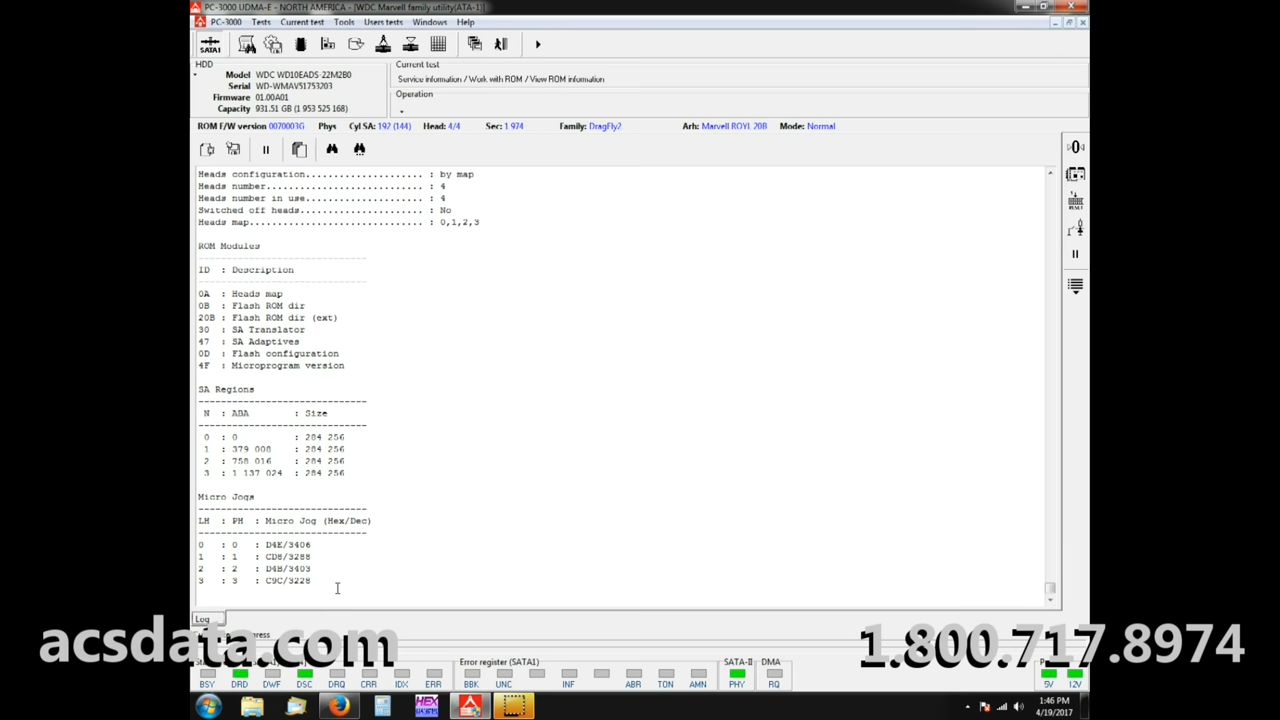 PC-3000 UDMA-E - NORTH AMERICA - [WDC Marvell family utility(ATA-1)]
PC-3000 Tests Current test Tools Users tests Windows Help
SATA1
HDD
Model WDC WD10EADS-22M2B0
Serial WD-WMAV51753203
Firmware 01.00A01
Capacity 931.51 GB (1 953 525 168)
Current test
Service information / Work with ROM / View ROM information
Operation
ROM F/W version 0070003G Phys Cyl SA: 192 (144) Head: 4/4 Sec: 1 974 Family: DragFly2 Arh: Marvell ROYL 20B Mode: Normal
Heads configuration...................... : by map
Heads number............................. : 4
Heads number in use...................... : 4
Switched off heads....................... : No
Heads map................................ : 0,1,2,3
ROM Modules
ID : Description
0A : Heads map
0B : Flash ROM dir
20B : Flash ROM dir (ext)
30 : SA Translator
47 : SA Adaptives
0D : Flash configuration
4F : Microprogram version
SA Regions
N : ABA : Size
0 : 0 : 284 256
1 : 379 008 : 284 256
2 : 758 016 : 284 256
3 : 1 137 024 : 284 256
Micro Jogs
LH : PH : Micro Jog (Hex/Dec)
0 : 0 : D4E/3406
1 : 1 : CD8/3288
2 : 2 : D4B/3403
3 : 3 : C9C/3228
Log
acsdata.com
1.800.717.8974
Error register (SATA1) SATA-II DMA
BSY DRD DWF DSC DRQ CRR IDX ERR BBK UNC INF ABR TON AMN PHY RQ 5V 12V
HEX
1:46 PM
4/19/2017